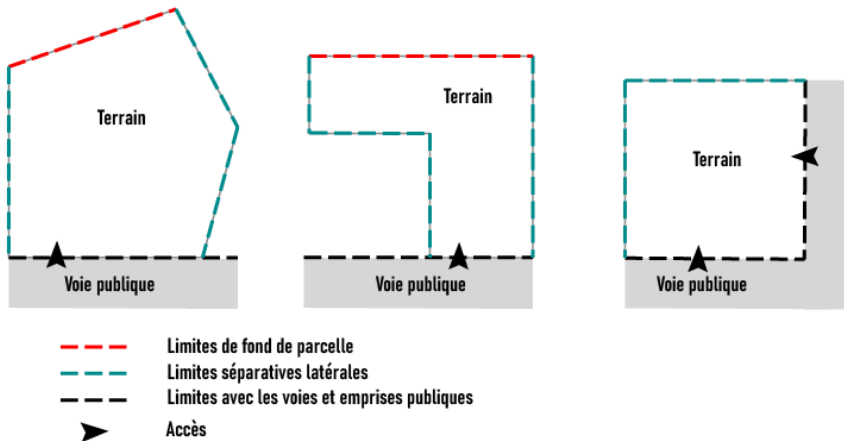 Terrain
Terrain
Terrain
Voie publique
Voie publique
Voie publique
Limites de fond de parcelle
Limites séparatives latérales
Limites avec les voies et emprises publiques
Accès